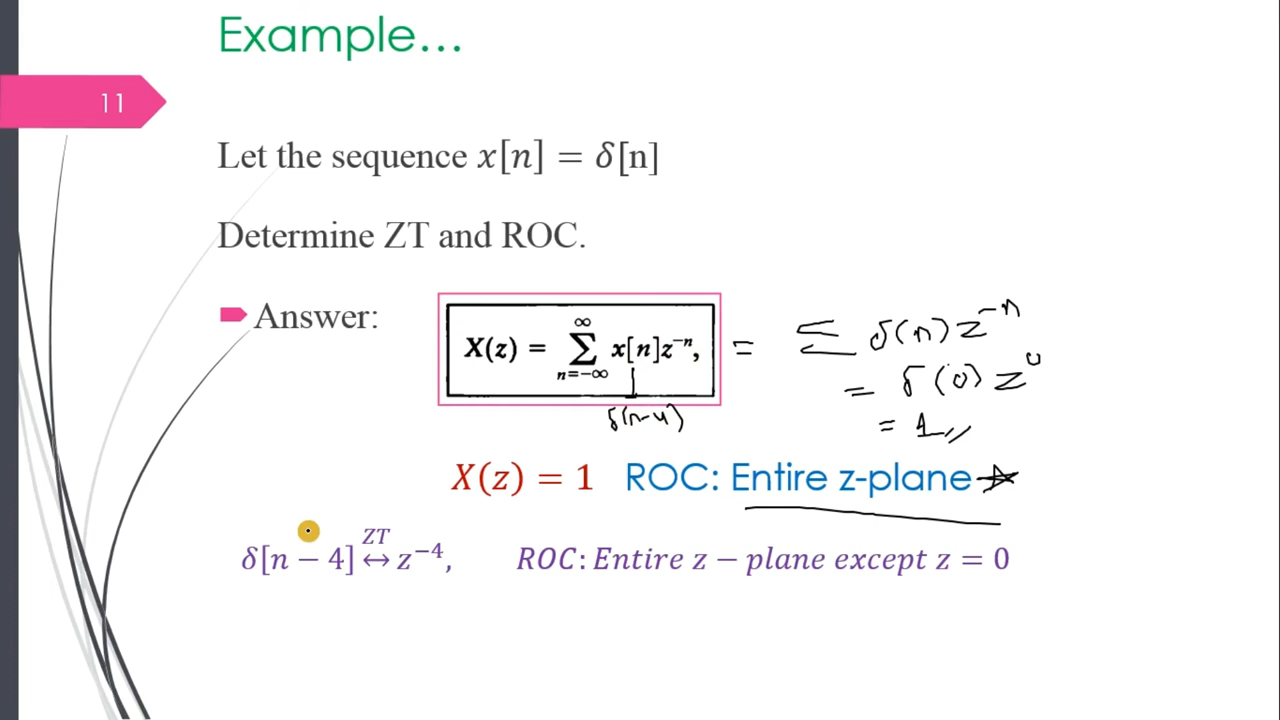 Example...
11
Let the sequence x[n] = δ[n]
Determine ZT and ROC.
Answer:
X(z) = ∑_{n=-∞}^{∞} x[n]z^{-n}, = ∑ δ(n) z^{-n}
= δ(0) z^0
δ(n-4)
= 1//
X(z) = 1 ROC: Entire z-plane
δ[n − 4] \overset{ZT}{↔} z^{−4}, ROC: Entire z − plane except z = 0